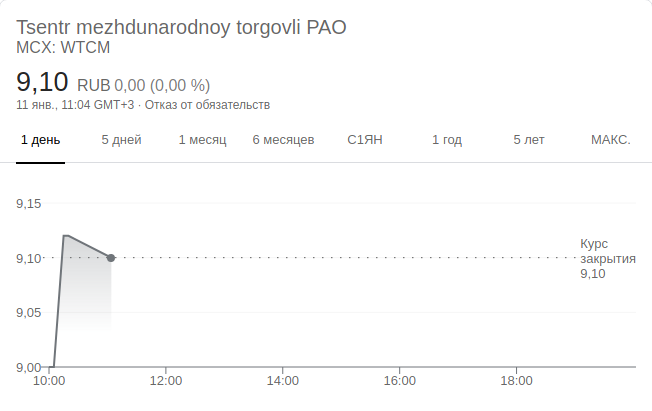 Tsentr mezhdunarodnoy torgovli PAO
MCX: WTCM
9,10 RUB 0,00 (0,00 %)
11 янв., 11:04 GMT+3 · Отказ от обязательств
1 день 5 дней 1 месяц 6 месяцев С1ЯН 1 год 5 лет МАКС.
9,15
9,10
9,05
9,00
Курс
закрытия
9,10
10:00 12:00 14:00 16:00 18:00